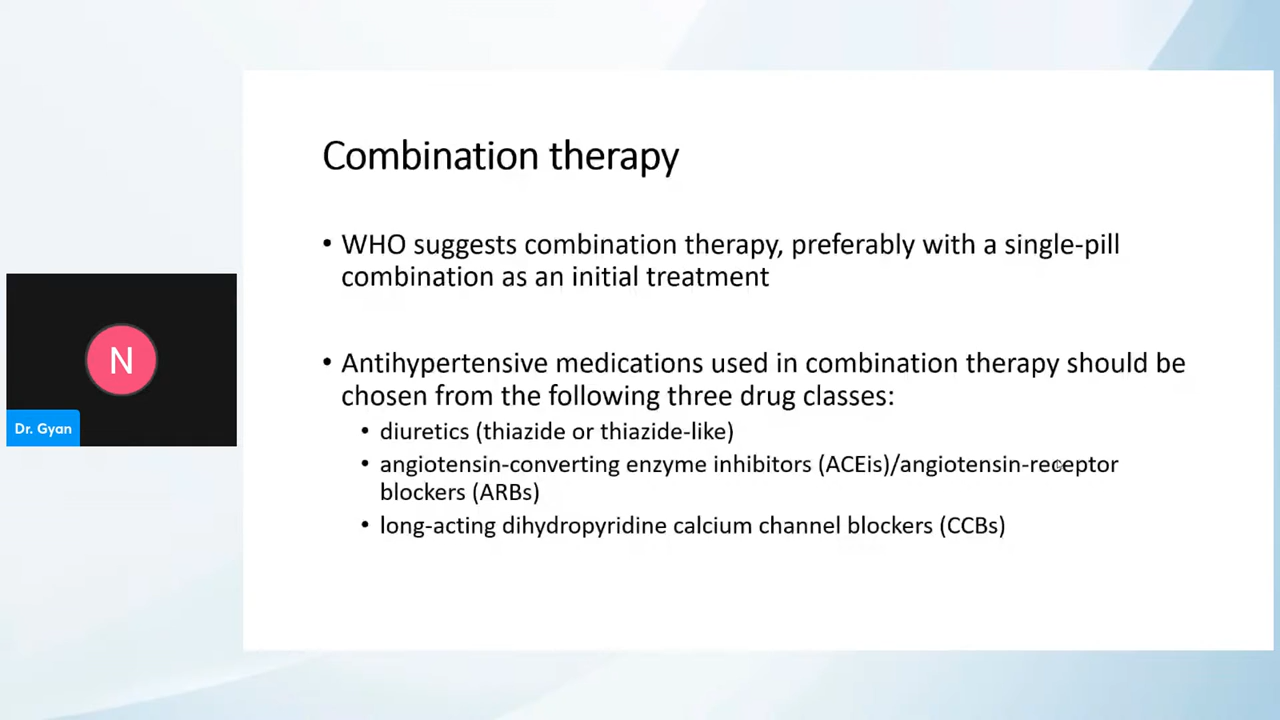 Combination therapy
• WHO suggests combination therapy, preferably with a single-pill
combination as an initial treatment
• Antihypertensive medications used in combination therapy should be
chosen from the following three drug classes:
• diuretics (thiazide or thiazide-like)
• angiotensin-converting enzyme inhibitors (ACEis)/angiotensin-receptor
blockers (ARBs)
• long-acting dihydropyridine calcium channel blockers (CCBs)
N
Dr. Gyan